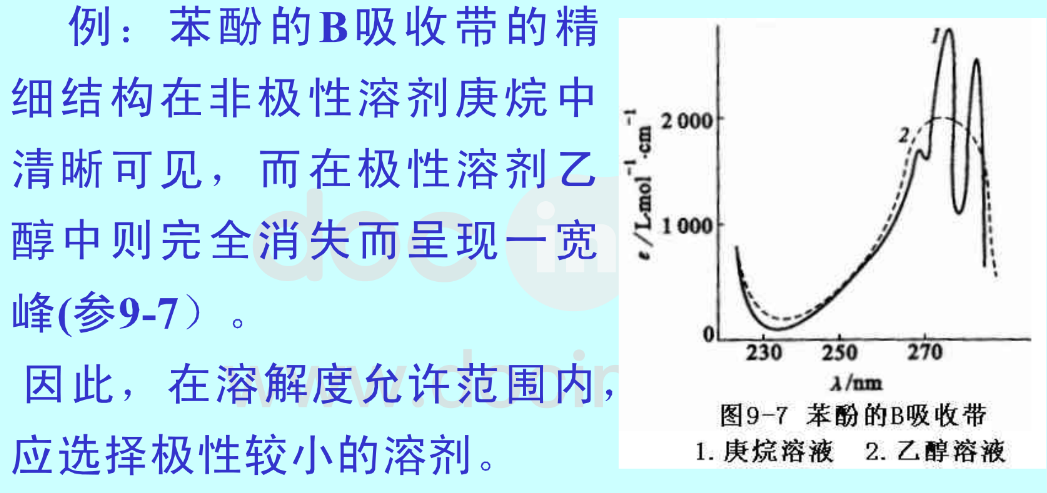 例：苯酚的B吸收带的精
细结构在非极性溶剂庚烷中
清晰可见，而在极性溶剂乙
醇中则完全消失而呈现一宽
峰(参9-7）。
因此，在溶解度允许范围内，
应选择极性较小的溶剂。
1
2
2 000
1 000
0
ε/L·mol⁻¹·cm⁻¹
230 250 270
λ/nm
图9-7 苯酚的B吸收带
1.庚烷溶液 2.乙醇溶液